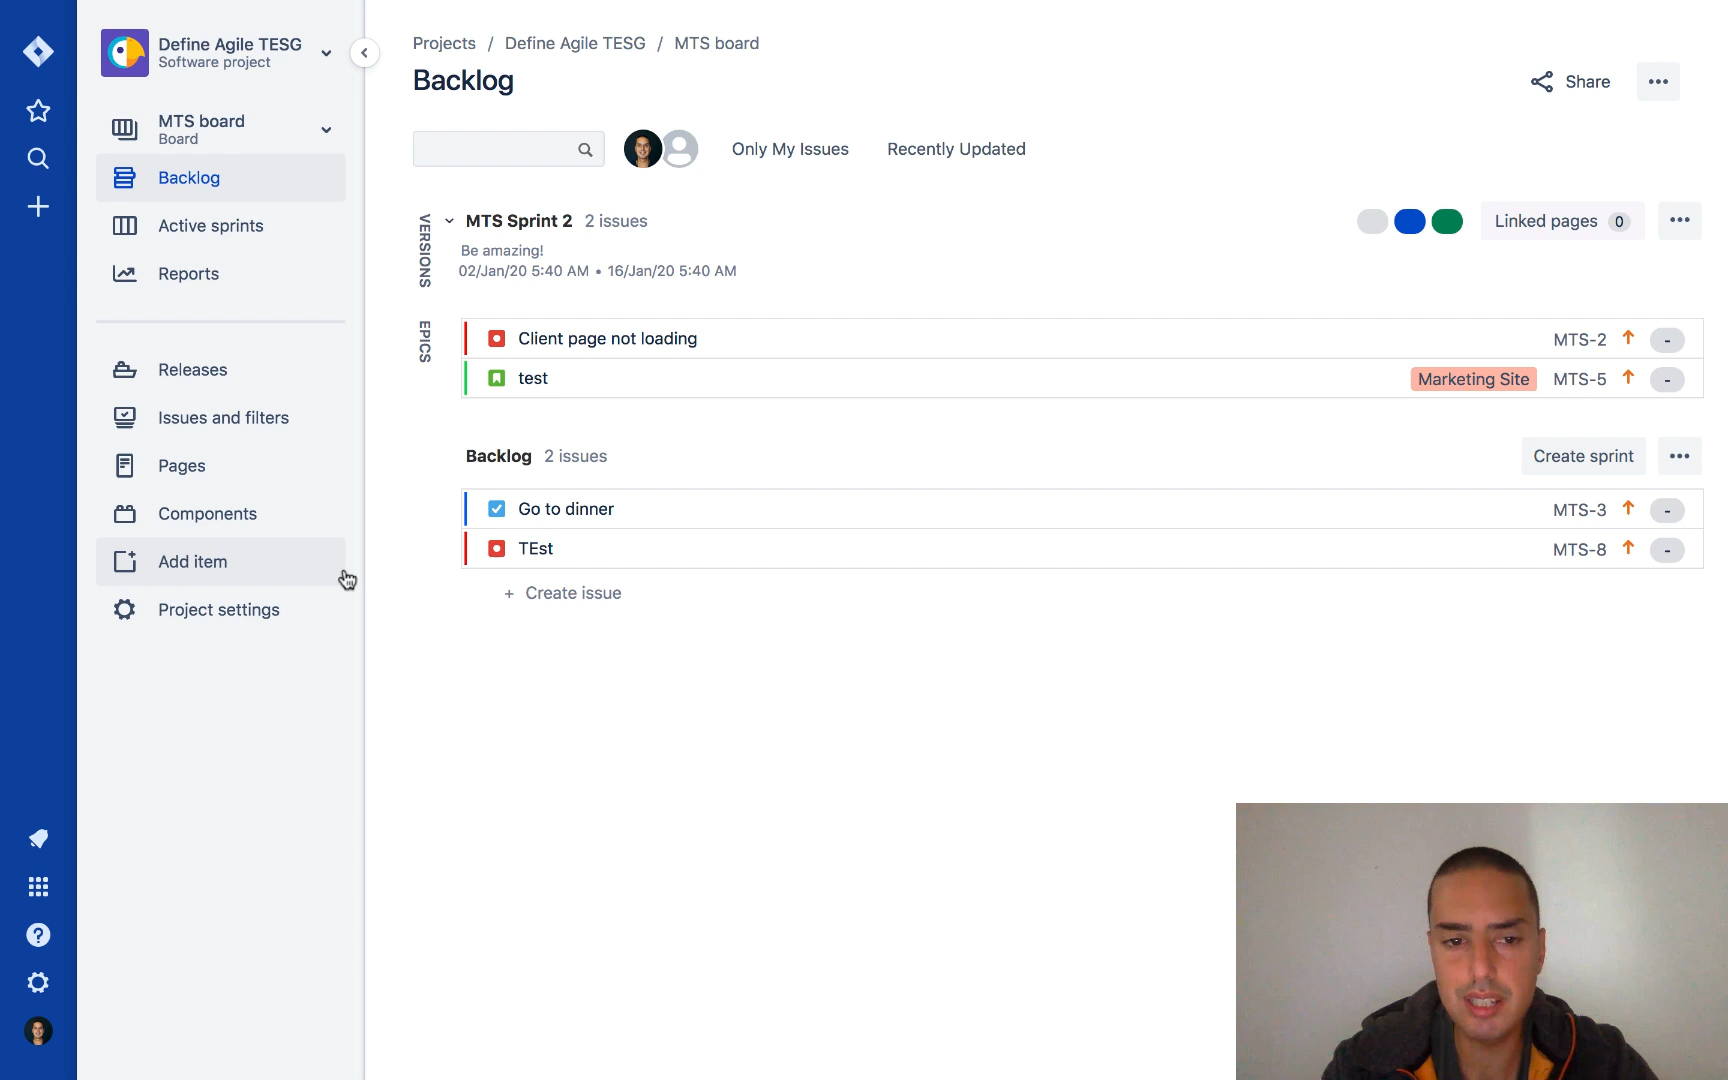 Define Agile TESG
Software project
MTS board
Board
Backlog
Active sprints
Reports
Releases
Issues and filters
Pages
Components
Add item
Project settings
Projects / Define Agile TESG / MTS board
Backlog
Share
Only My Issues
Recently Updated
VERSIONS
EPICS
MTS Sprint 2 2 issues
Linked pages 0
Be amazing!
02/Jan/20 5:40 AM • 16/Jan/20 5:40 AM
Client page not loading MTS-2 -
test Marketing Site MTS-5 -
Backlog 2 issues
Create sprint
Go to dinner MTS-3 -
TEst MTS-8 -
+ Create issue